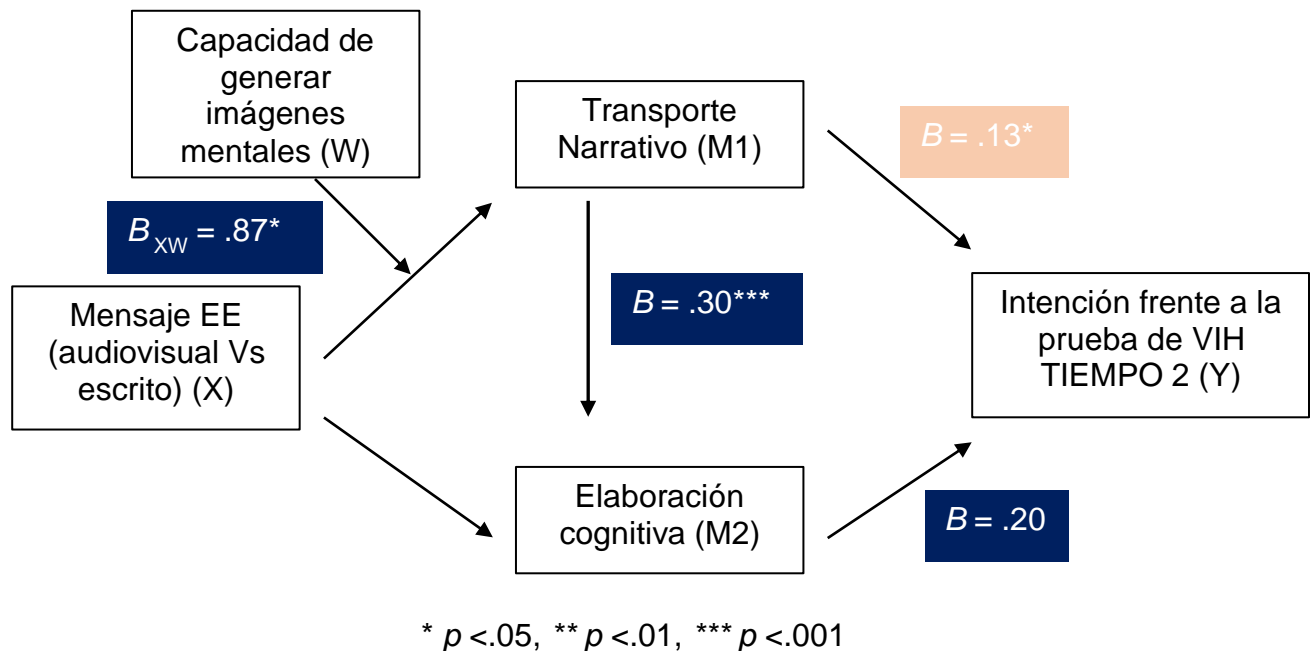 Capacidad de
generar
imágenes
mentales (W)
Transporte
Narrativo (M1)
B = .13*
B XW = .87*
B = .30***
Mensaje EE
(audiovisual Vs
escrito) (X)
Intención frente a la
prueba de VIH
TIEMPO 2 (Y)
Elaboración
cognitiva (M2)
B = .20
* p <.05, ** p <.01, *** p <.001